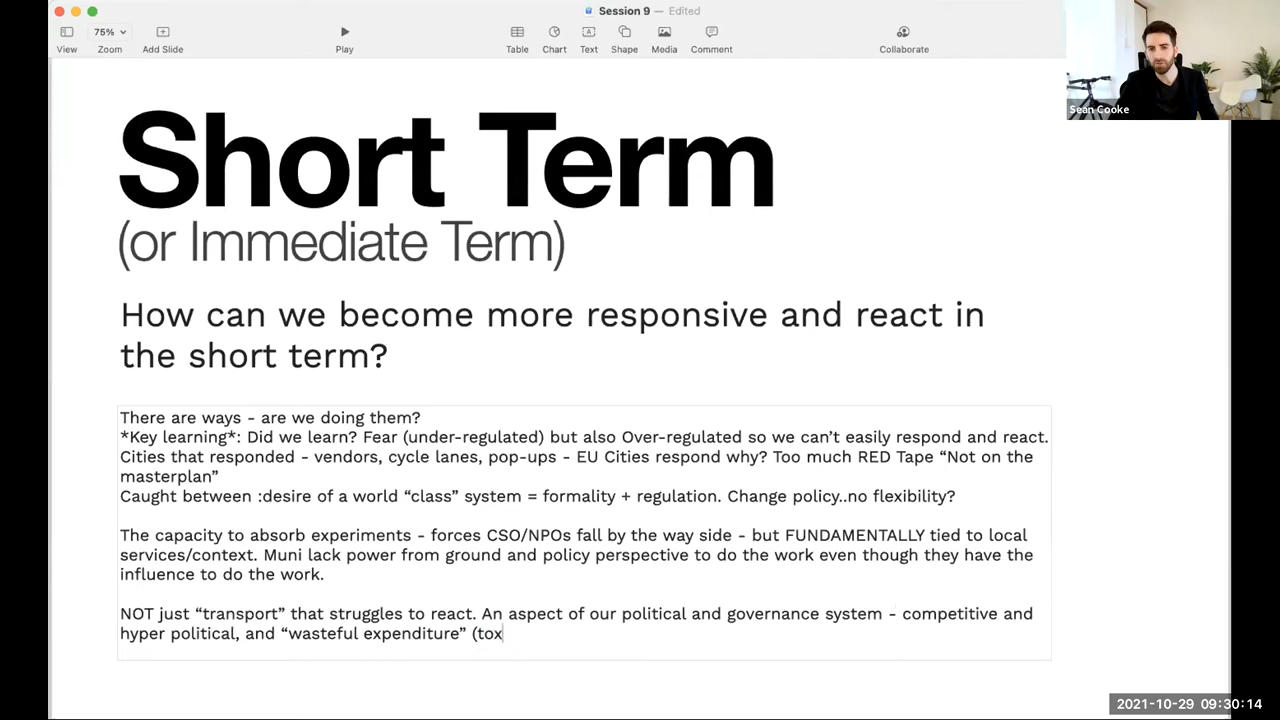 Session 9 — Edited
75%
View
Zoom
Add Slide
Play
Table
Chart
Text
Shape
Media
Comment
Collaborate
Sean Cooke
Short Term
(or Immediate Term)
How can we become more responsive and react in
the short term?
There are ways - are we doing them?
*Key learning*: Did we learn? Fear (under-regulated) but also Over-regulated so we can’t easily respond and react.
Cities that responded - vendors, cycle lanes, pop-ups - EU Cities respond why? Too much RED Tape “Not on the
masterplan”
Caught between :desire of a world “class” system = formality + regulation. Change policy..no flexibility?
The capacity to absorb experiments - forces CSO/NPOs fall by the way side - but FUNDAMENTALLY tied to local
services/context. Muni lack power from ground and policy perspective to do the work even though they have the
influence to do the work.
NOT just “transport” that struggles to react. An aspect of our political and governance system - competitive and
hyper political, and “wasteful expenditure” (tox
2021-10-29 09:30:14